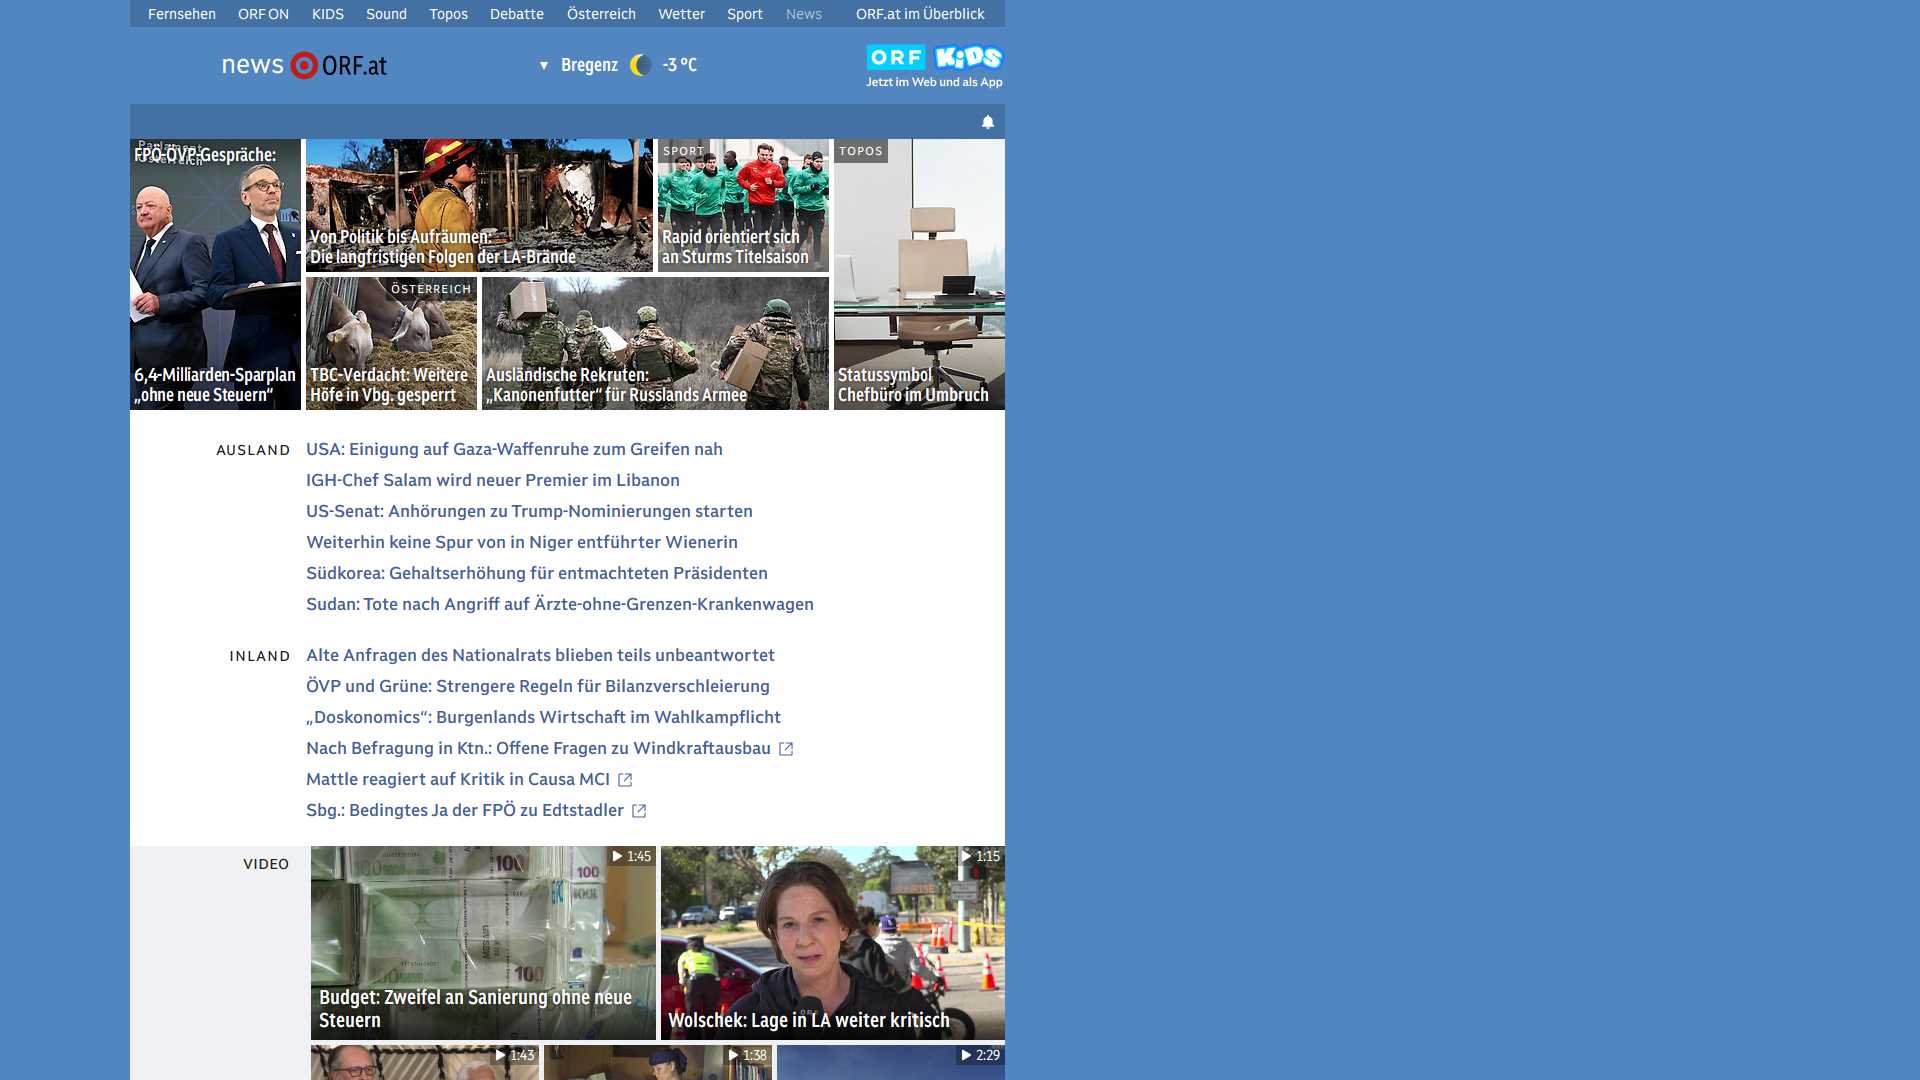 Fernsehen ORF ON KIDS Sound Topos Debatte Österreich Wetter Sport News ORF.at im Überblick
news ORF.at
▼ Bregenz -3 °C
ORF KiDS
Jetzt im Web und als App
FPÖ-ÖVP-Gespräche:
6,4-Milliarden-Sparplan
„ohne neue Steuern“
Von Politik bis Aufräumen:
Die langfristigen Folgen der LA-Brände
SPORT
Rapid orientiert sich
an Sturms Titelsaison
TOPOS
Statussymbol
Chefbüro im Umbruch
ÖSTERREICH
TBC-Verdacht: Weitere
Höfe in Vbg. gesperrt
Ausländische Rekruten:
„Kanonenfutter“ für Russlands Armee
AUSLAND
USA: Einigung auf Gaza-Waffenruhe zum Greifen nah
IGH-Chef Salam wird neuer Premier im Libanon
US-Senat: Anhörungen zu Trump-Nominierungen starten
Weiterhin keine Spur von in Niger entführter Wienerin
Südkorea: Gehaltserhöhung für entmachteten Präsidenten
Sudan: Tote nach Angriff auf Ärzte-ohne-Grenzen-Krankenwagen
INLAND
Alte Anfragen des Nationalrats blieben teils unbeantwortet
ÖVP und Grüne: Strengere Regeln für Bilanzverschleierung
„Doskonomics“: Burgenlands Wirtschaft im Wahlkampflicht
Nach Befragung in Ktn.: Offene Fragen zu Windkraftausbau
Mattle reagiert auf Kritik in Causa MCI
Sbg.: Bedingtes Ja der FPÖ zu Edtstadler
VIDEO
1:45
Budget: Zweifel an Sanierung ohne neue
Steuern
1:15
Wolschek: Lage in LA weiter kritisch
1:43
1:38
2:29